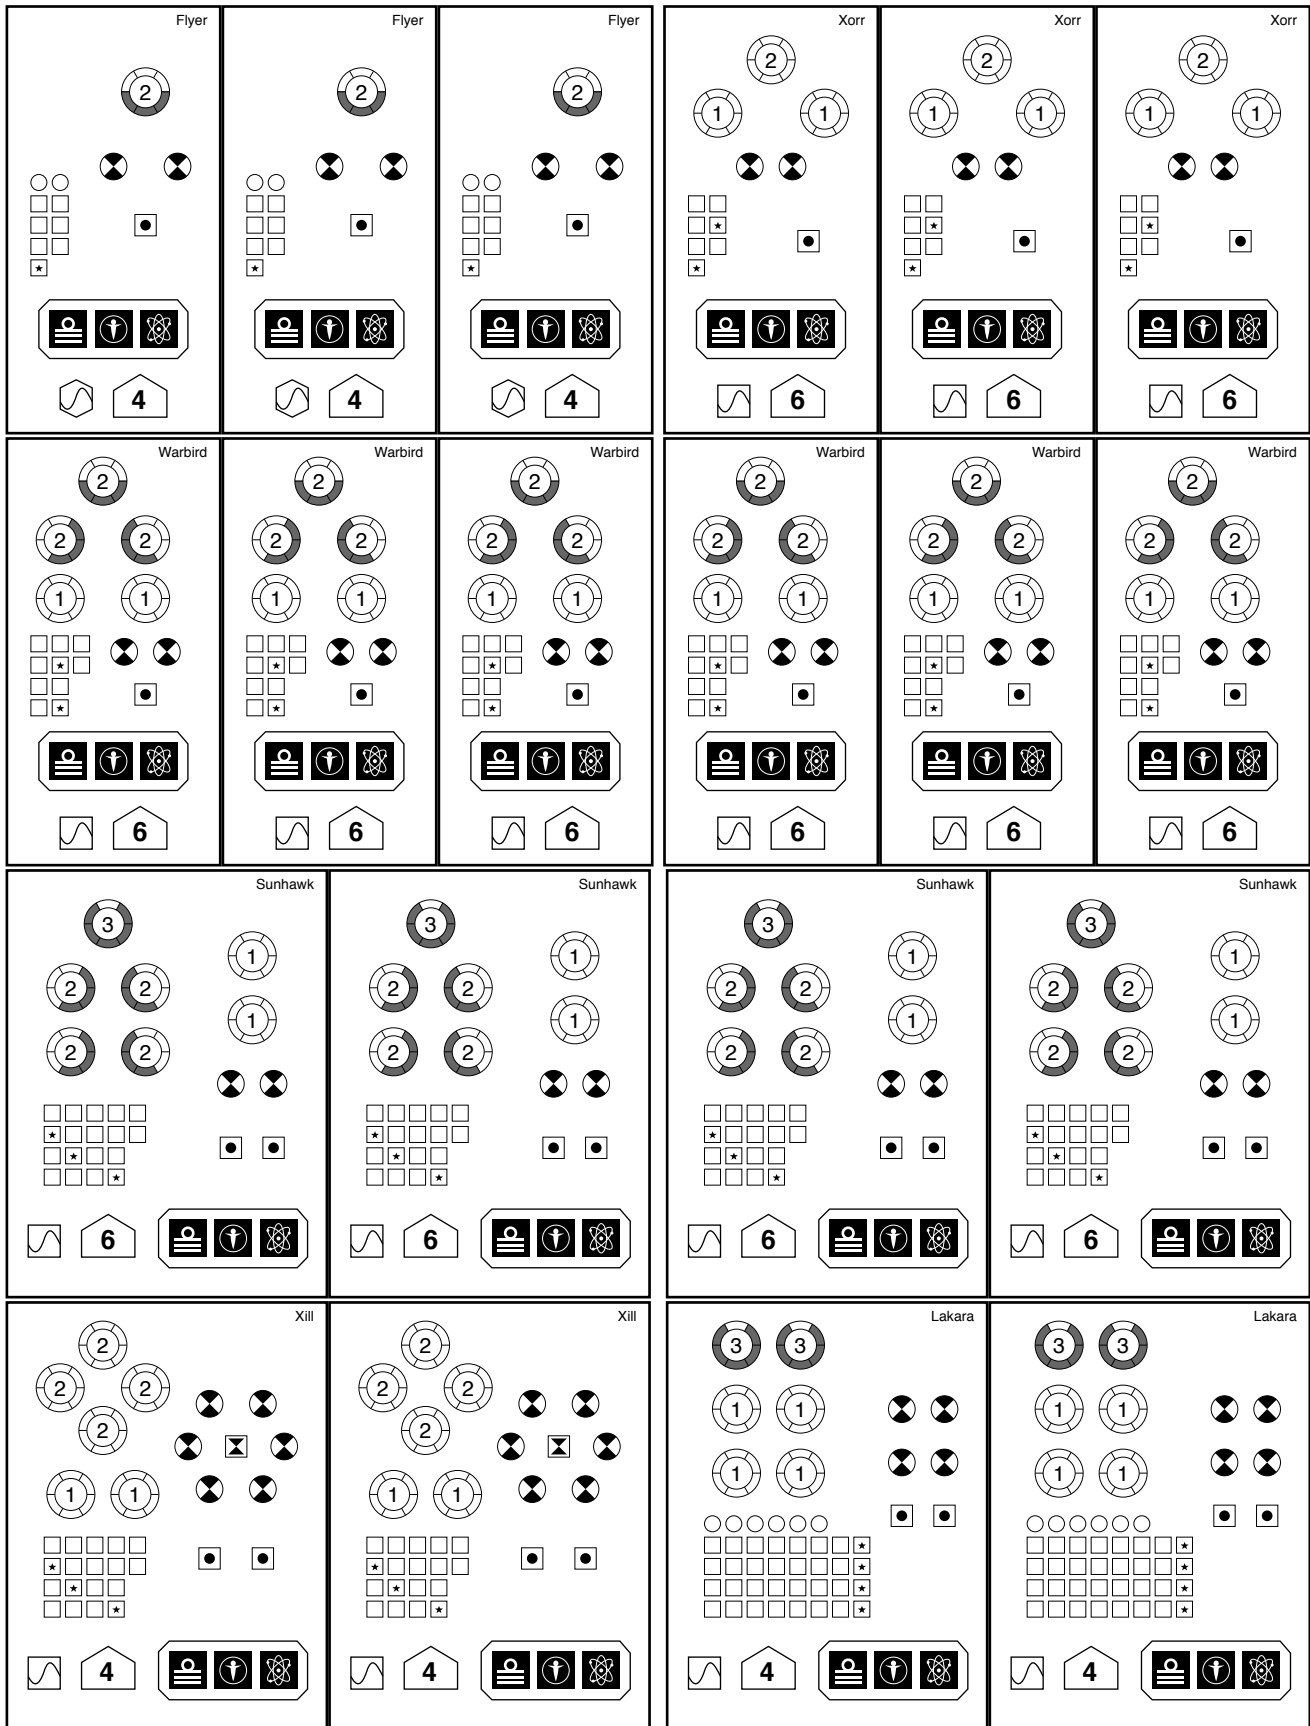 Flyer Flyer Flyer Xorr Xorr Xorr
2 2 2 2 2 2
1 1 1 1 1 1
4 4 4 6 6 6
Warbird Warbird Warbird Warbird Warbird Warbird
2 2 2 2 2 2
2 2 2 2 2 2 2 2 2 2 2 2
1 1 1 1 1 1 1 1 1 1 1 1
6 6 6 6 6 6
Sunhawk Sunhawk Sunhawk Sunhawk
3 3 3 3
1 1 1 1
2 2 2 2 2 2 2 2
1 1 1 1
2 2 2 2 2 2 2 2
6 6 6 6
Xill Xill Lakara Lakara
2 2 3 3 3 3
2 2 2 2 1 1 1 1
2 2
1 1 1 1 1 1 1 1
4 4 4 4